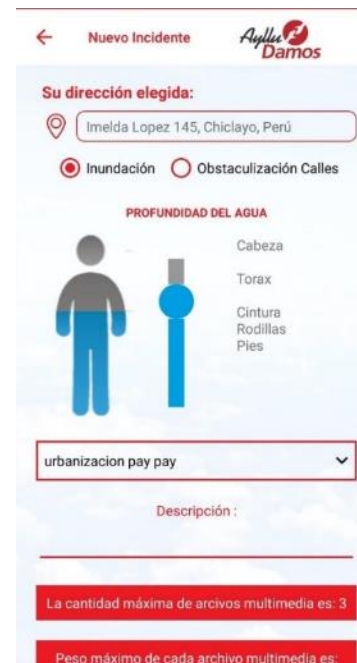 Nuevo Incidente
Ayllu
Damos
Su dirección elegida:
Imelda Lopez 145, Chiclayo, Perú
Inundación
Obstaculización Calles
PROFUNDIDAD DEL AGUA
Cabeza
Torax
Cintura
Rodillas
Pies
urbanizacion pay pay
Descripción :
La cantidad máxima de arcivos multimedia es: 3
Peso máximo de cada archivo multimedia es: